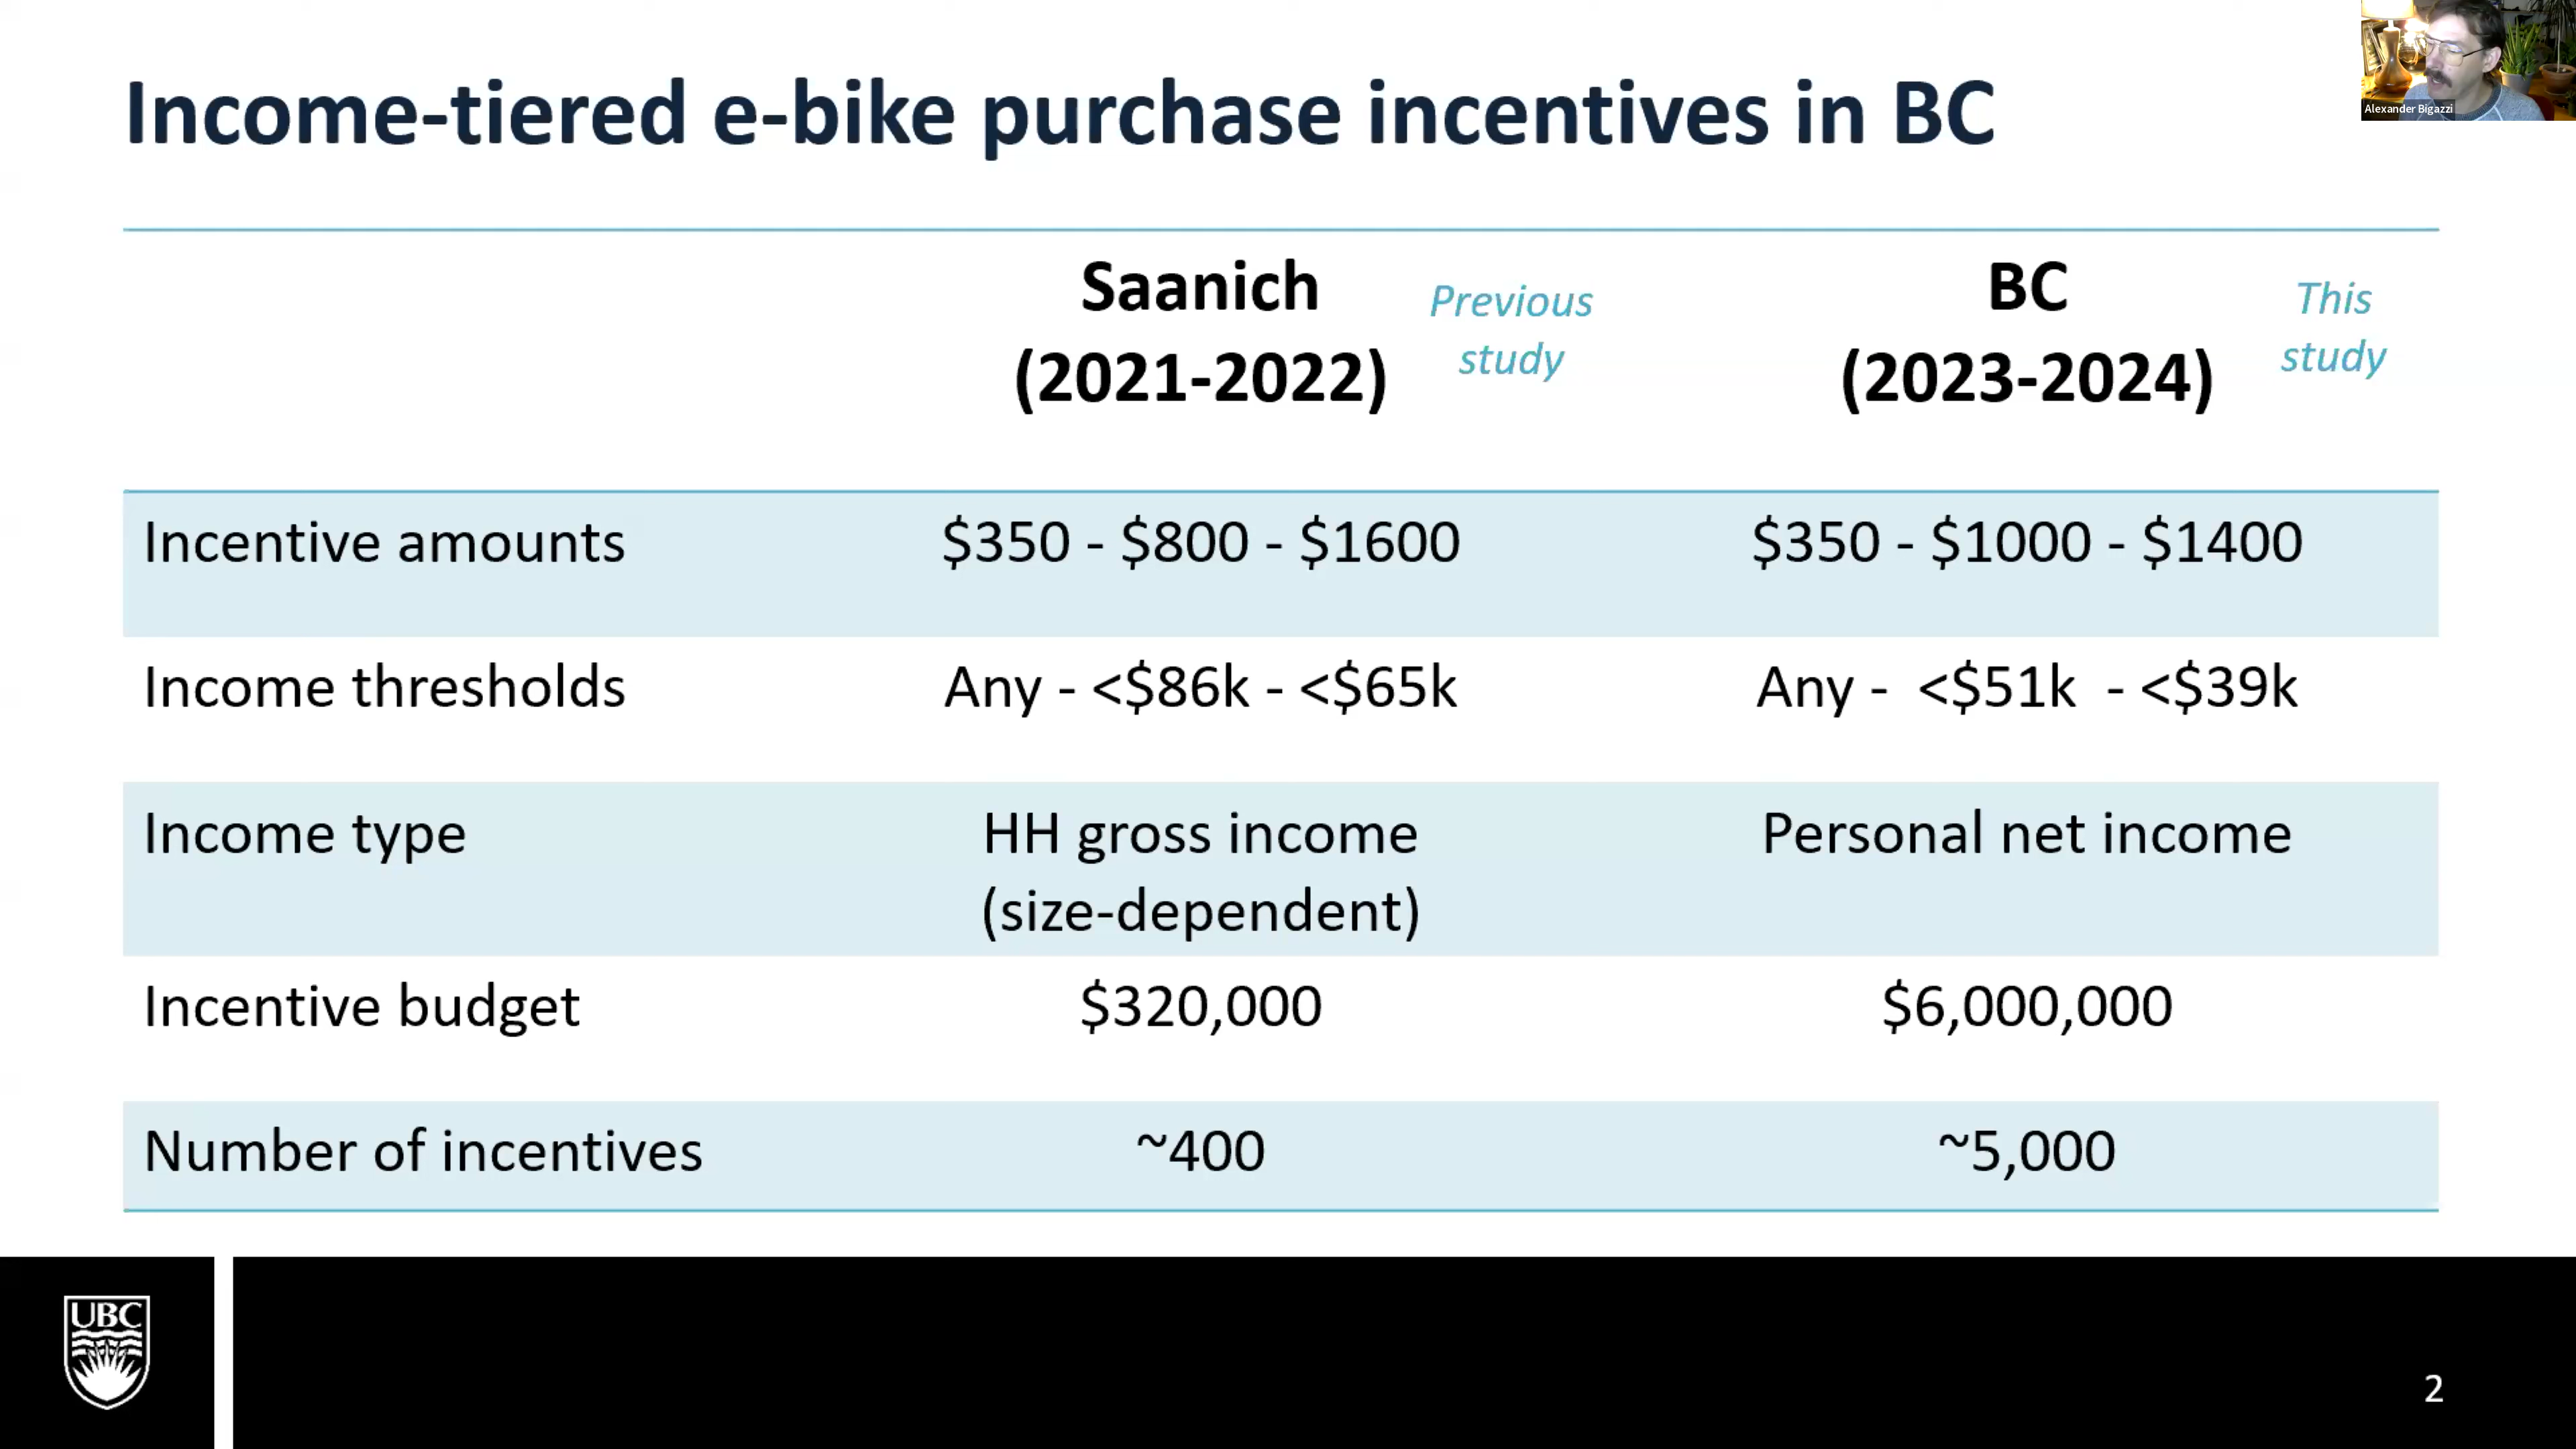 Income-tiered e-bike purchase incentives in BC
Alexander Bigazzi
Saanich
(2021-2022)
Previous
study
BC
(2023-2024)
This
study
Incentive amounts $350 - $800 - $1600 $350 - $1000 - $1400
Income thresholds Any - <$86k - <$65k Any - <$51k - <$39k
Income type HH gross income Personal net income
(size-dependent)
Incentive budget $320,000 $6,000,000
Number of incentives ~400 ~5,000
UBC
2